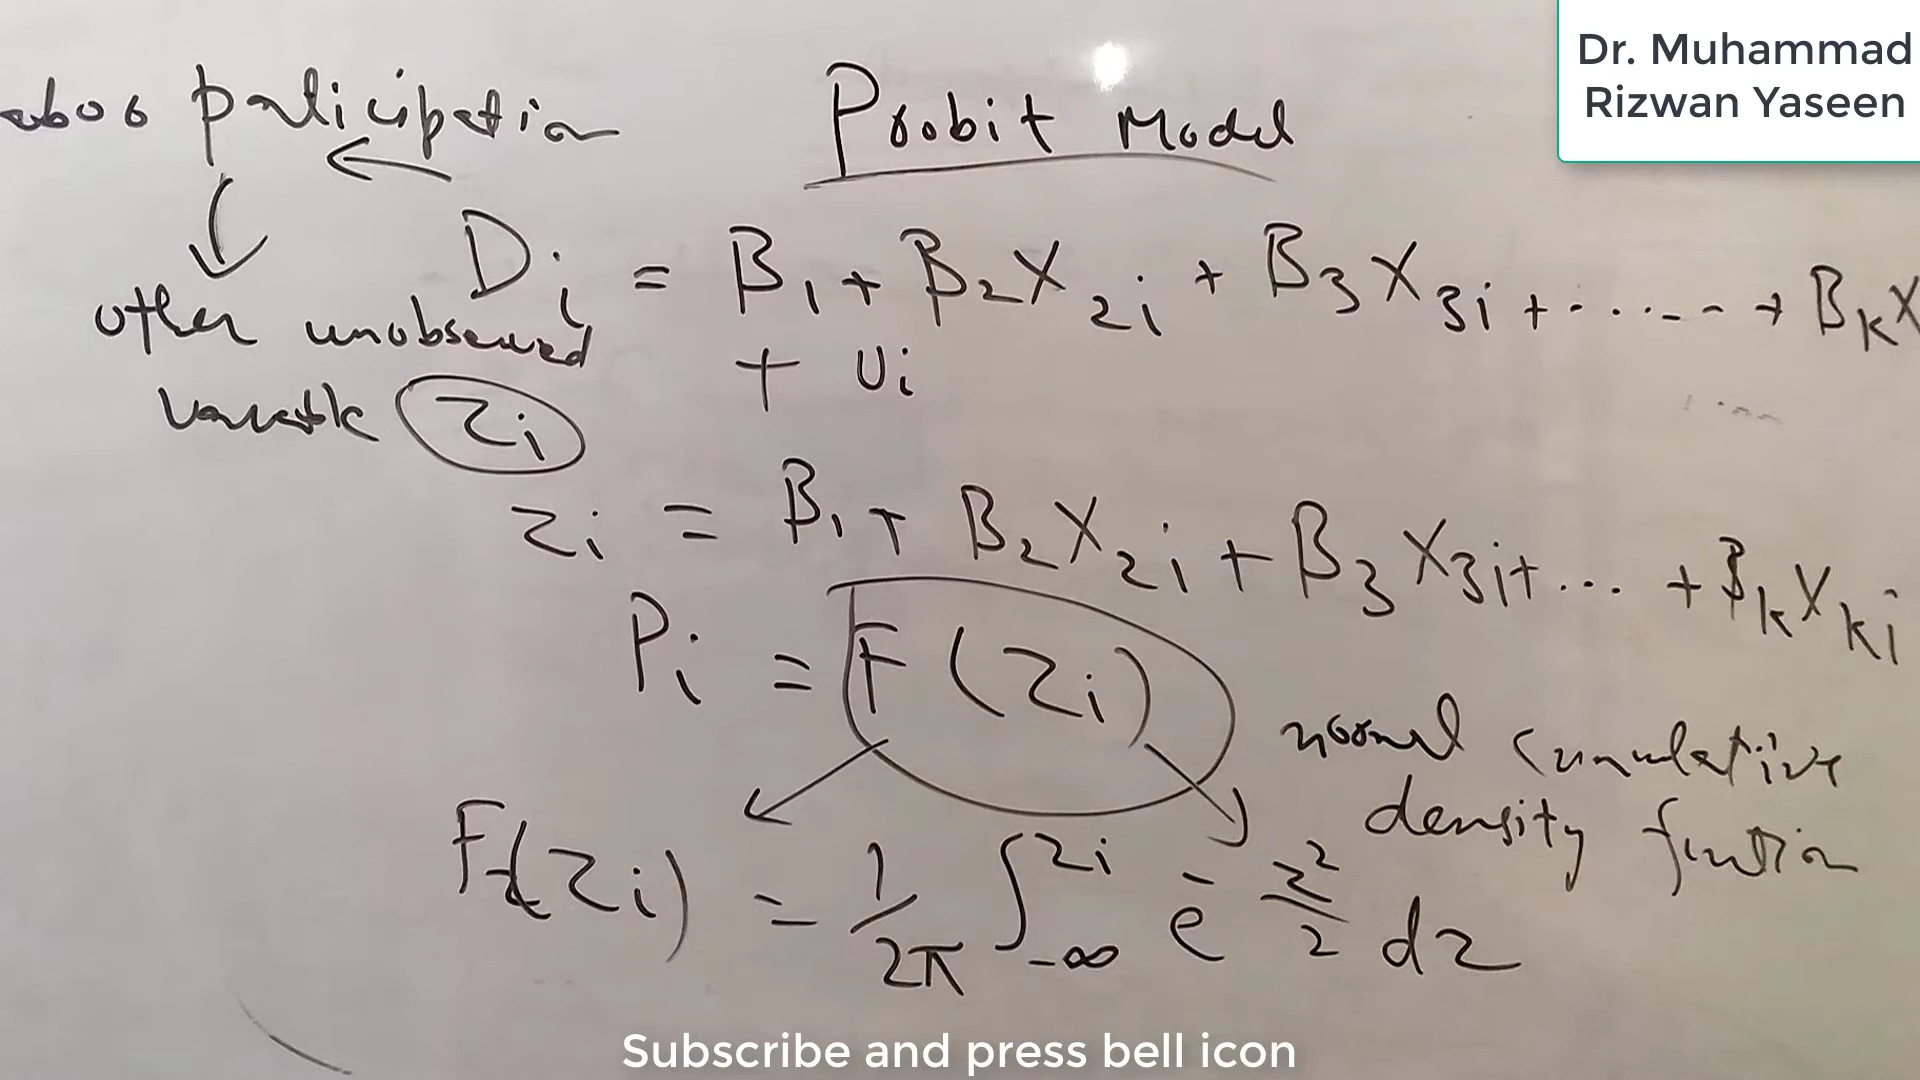 Dr. Muhammad
Rizwan Yaseen
abor participation
Probit Model
Di = β1 + β2X2i + β3X3i + ...... + βkX
+ Ui
other unobserved
variable Zi
Zi = β1 + β2X2i + β3X3i + ... + βkXki
Pi = F(Zi)
normal cumulative
density function
F(Zi) = 1/2π ∫-∞^Zi e^-z²/2 dz
Subscribe and press bell icon